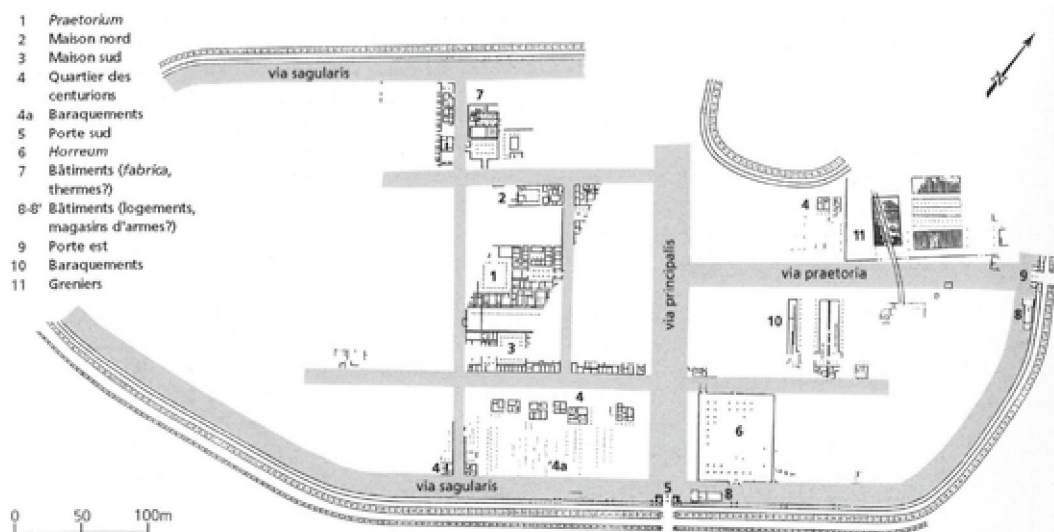 1 Praetorium
2 Maison nord
3 Maison sud
4 Quartier des
centurions
4a Baraquements
5 Porte sud
6 Horreum
7 Bâtiments (fabrica,
thermes?)
8-8' Bâtiments (logements,
magasins d'armes?)
9 Porte est
10 Baraquements
11 Greniers
via sagularis
N
7
2
4
11
1
via principalis
via praetoria
9
8
10
3
4
6
4
4a
via sagularis
5
8
0 50 100m